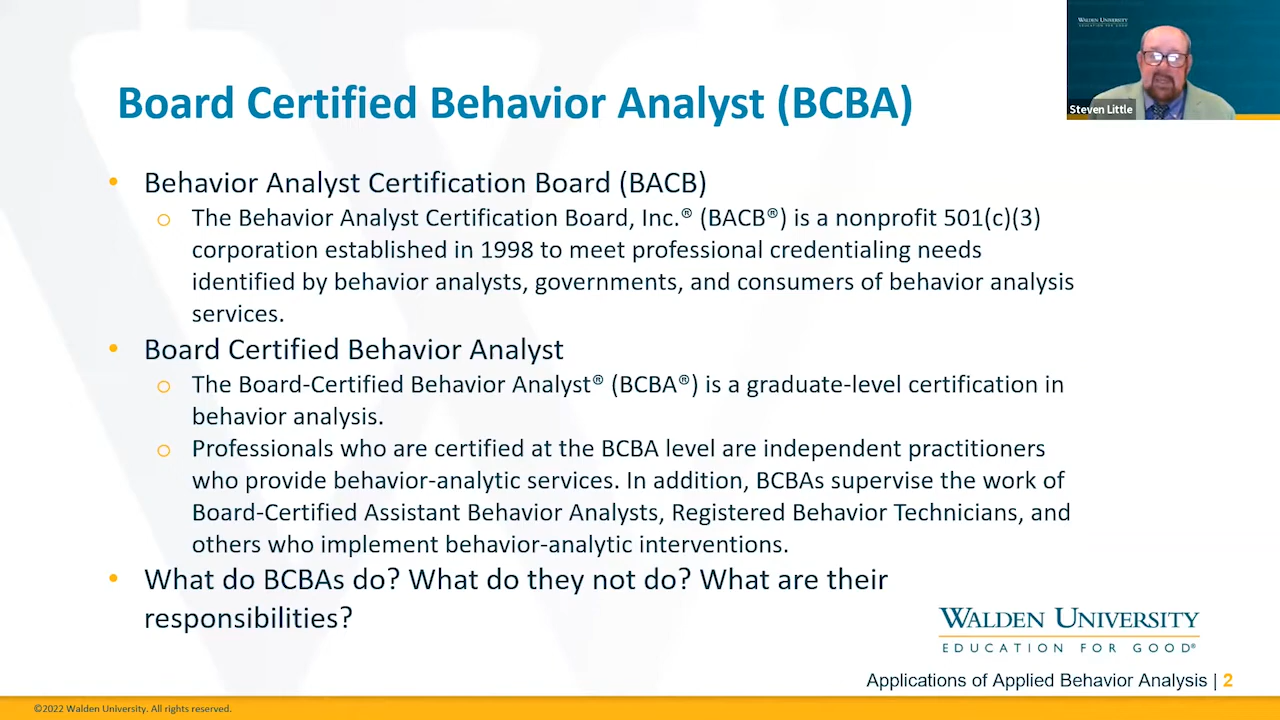 WALDEN UNIVERSITY
EDUCATION FOR GOOD
Steven Little
Board Certified Behavior Analyst (BCBA)
• Behavior Analyst Certification Board (BACB)
o The Behavior Analyst Certification Board, Inc.® (BACB®) is a nonprofit 501(c)(3)
corporation established in 1998 to meet professional credentialing needs
identified by behavior analysts, governments, and consumers of behavior analysis
services.
• Board Certified Behavior Analyst
o The Board-Certified Behavior Analyst® (BCBA®) is a graduate-level certification in
behavior analysis.
o Professionals who are certified at the BCBA level are independent practitioners
who provide behavior-analytic services. In addition, BCBAs supervise the work of
Board-Certified Assistant Behavior Analysts, Registered Behavior Technicians, and
others who implement behavior-analytic interventions.
• What do BCBAs do? What do they not do? What are their
responsibilities?
WALDEN UNIVERSITY
EDUCATION FOR GOOD®
Applications of Applied Behavior Analysis | 2
©2022 Walden University. All rights reserved.